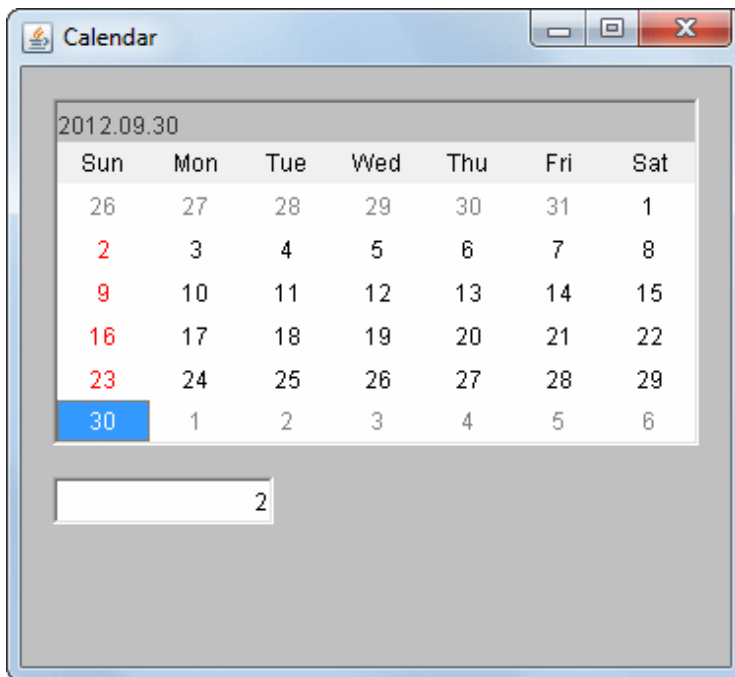 Calendar
2012.09.30
Sun Mon Tue Wed Thu Fri Sat
26 27 28 29 30 31 1
2 3 4 5 6 7 8
9 10 11 12 13 14 15
16 17 18 19 20 21 22
23 24 25 26 27 28 29
30 1 2 3 4 5 6
2